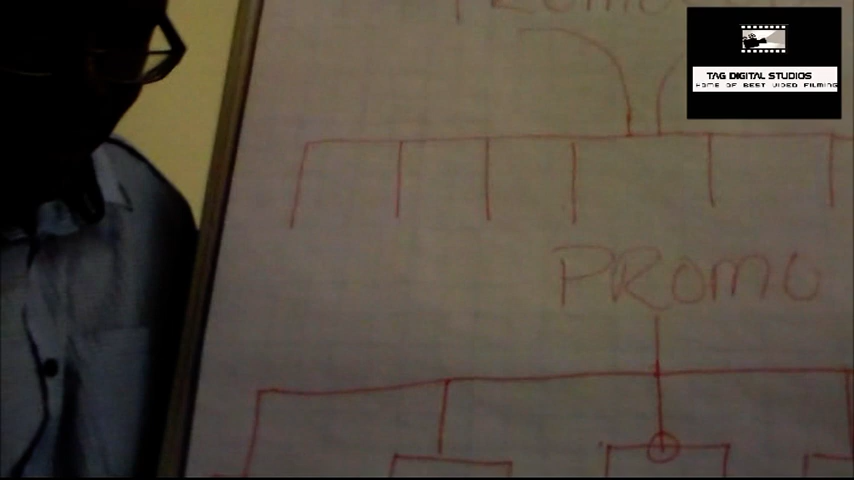 TAG DIGITAL STUDIOS
HOME OF BEST VIDEO FILMING
PROMO